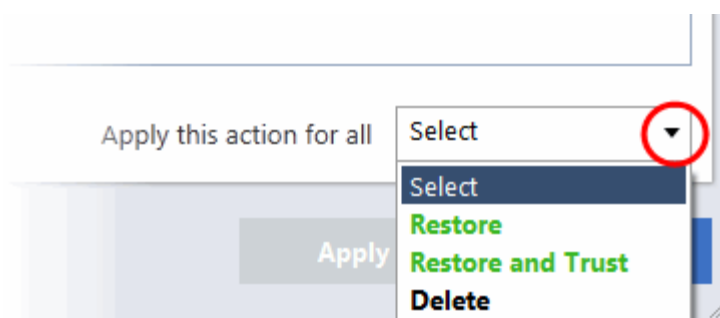 Apply this action for all Select
Select
Restore
Apply
Restore and Trust
Delete